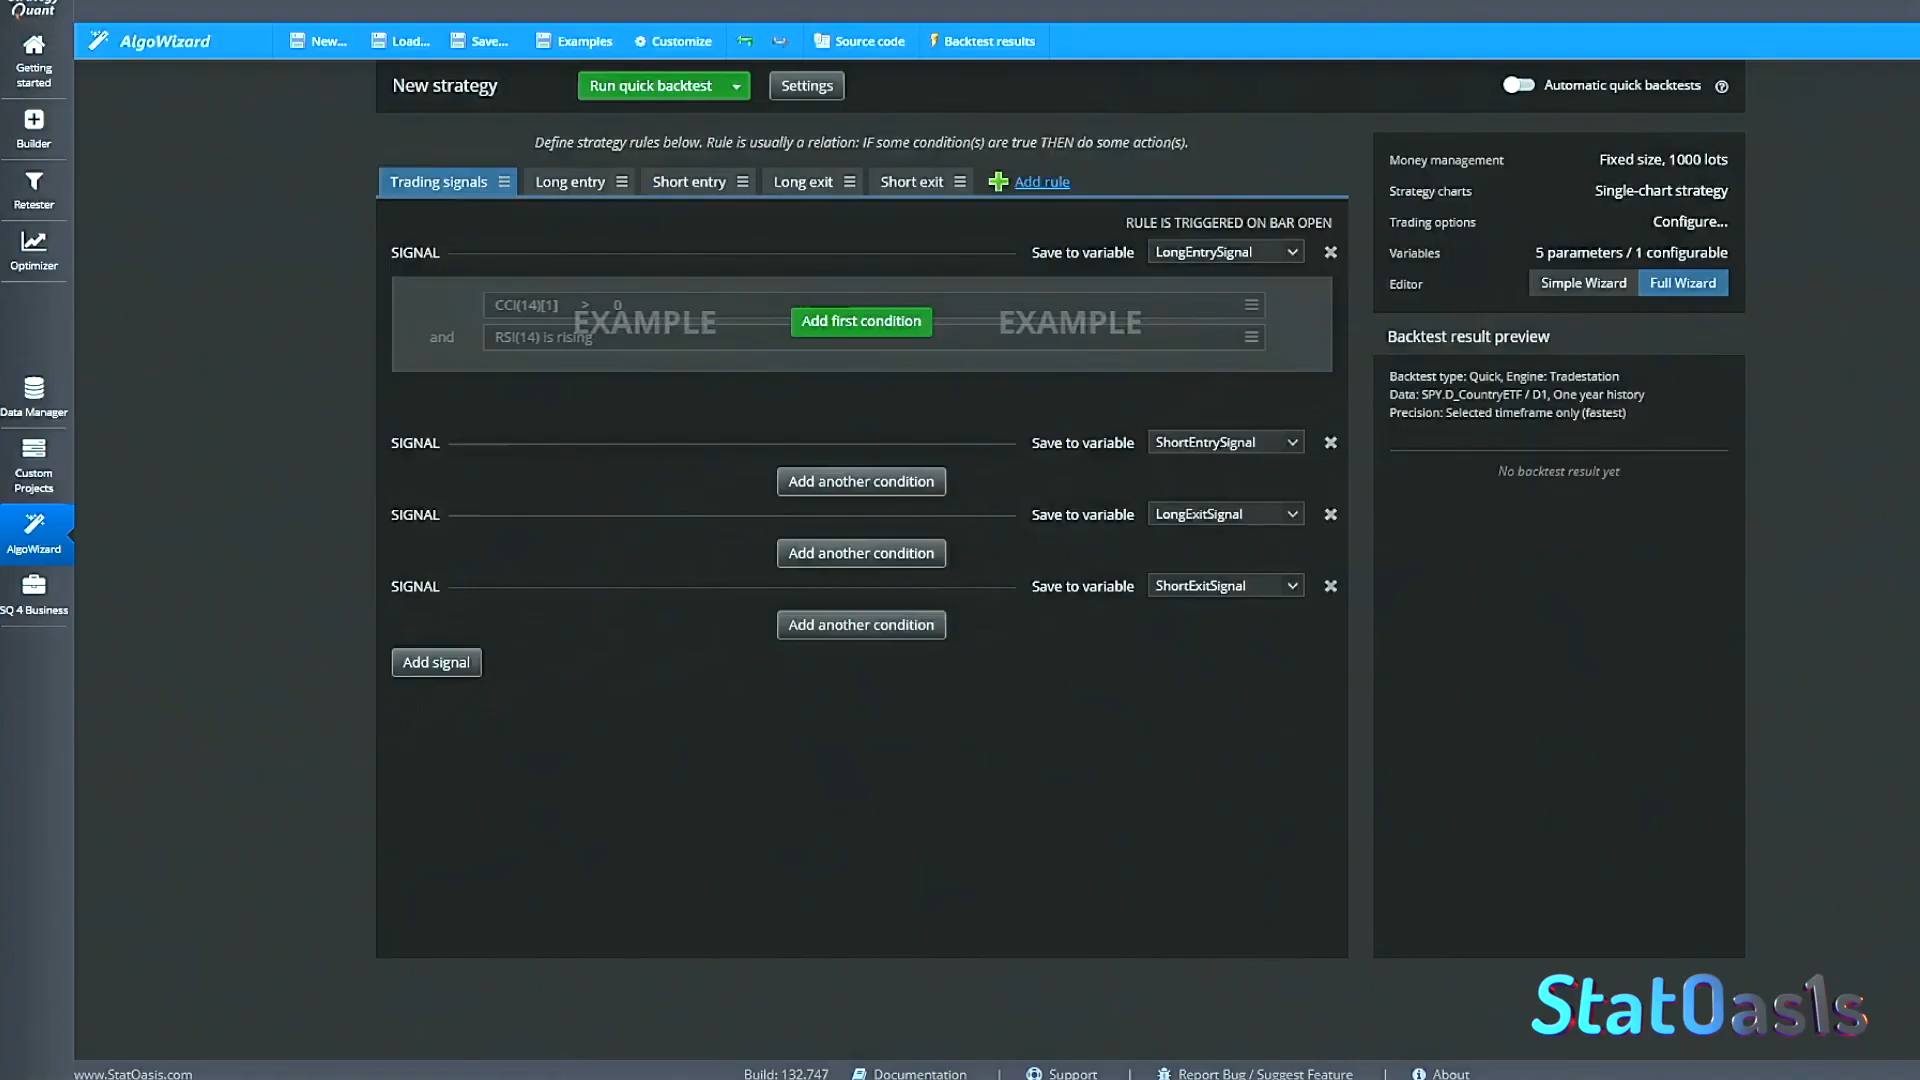 Quant
AlgoWizard
New...
Load...
Save...
Examples
Customize
Source code
Backtest results
Getting
started
Builder
Retester
Optimizer
Data Manager
Custom
Projects
AlgoWizard
SQ 4 Business
New strategy
Run quick backtest
Settings
Automatic quick backtests
Define strategy rules below. Rule is usually a relation: IF some condition(s) are true THEN do some action(s).
Trading signals
Long entry
Short entry
Long exit
Short exit
Add rule
RULE IS TRIGGERED ON BAR OPEN
SIGNAL
Save to variable
LongEntrySignal
CCI(14)[1] > 0
EXAMPLE
Add first condition
EXAMPLE
and
RSI(14) is rising
SIGNAL
Save to variable
ShortEntrySignal
Add another condition
SIGNAL
Save to variable
LongExitSignal
Add another condition
SIGNAL
Save to variable
ShortExitSignal
Add another condition
Add signal
Money management
Fixed size, 1000 lots
Strategy charts
Single-chart strategy
Trading options
Configure...
Variables
5 parameters / 1 configurable
Editor
Simple Wizard
Full Wizard
Backtest result preview
Backtest type: Quick, Engine: Tradestation
Data: SPY.D_CountryETF / D1, One year history
Precision: Selected timeframe only (fastest)
No backtest result yet
StatOas1s
www.StatOasis.com
Build: 132.747
Documentation
|
Support
|
Report Bug / Suggest Feature
|
About